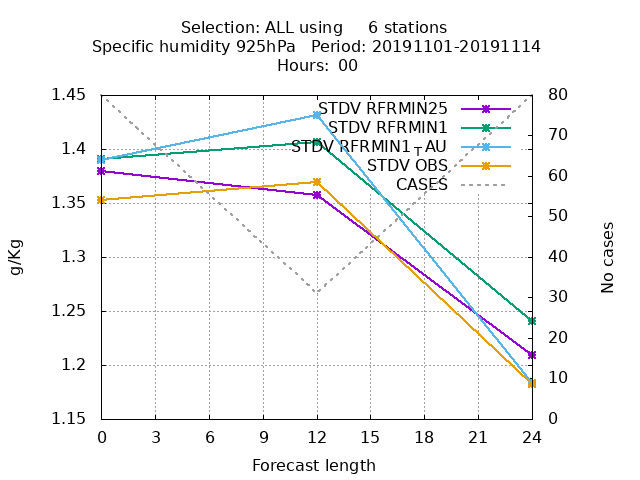 Selection: ALL using     6 stations
Specific humidity 925hPa   Period: 20191101-20191114
Hours:  00
1.45
1.4
1.35
1.3
1.25
1.2
1.15
g/Kg
STDV RFRMIN25
STDV RFRMIN1
STDV RFRMIN1TAU
STDV OBS
CASES
80
70
60
50
40
30
20
10
0
No cases
0 3 6 9 12 15 18 21 24
Forecast length